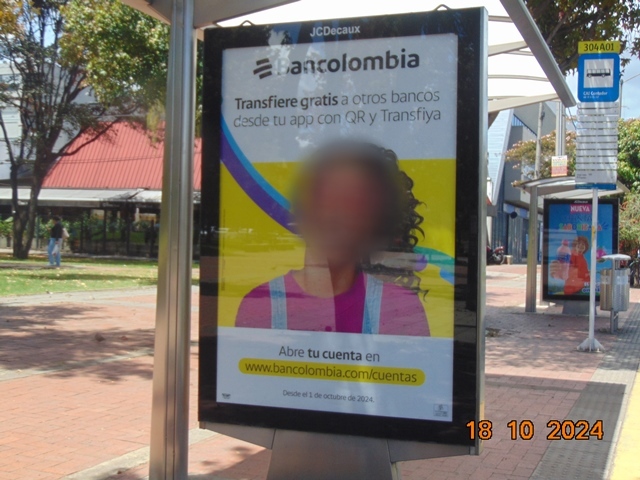 JCDecaux
Bancolombia
Transfiere gratis a otros bancos
desde tu app con QR y Transfiya
Abre tu cuenta en
www.bancolombia.com/cuentas
Desde el 1 de octubre de 2024.
304A01
NUEVA
18 10 2024